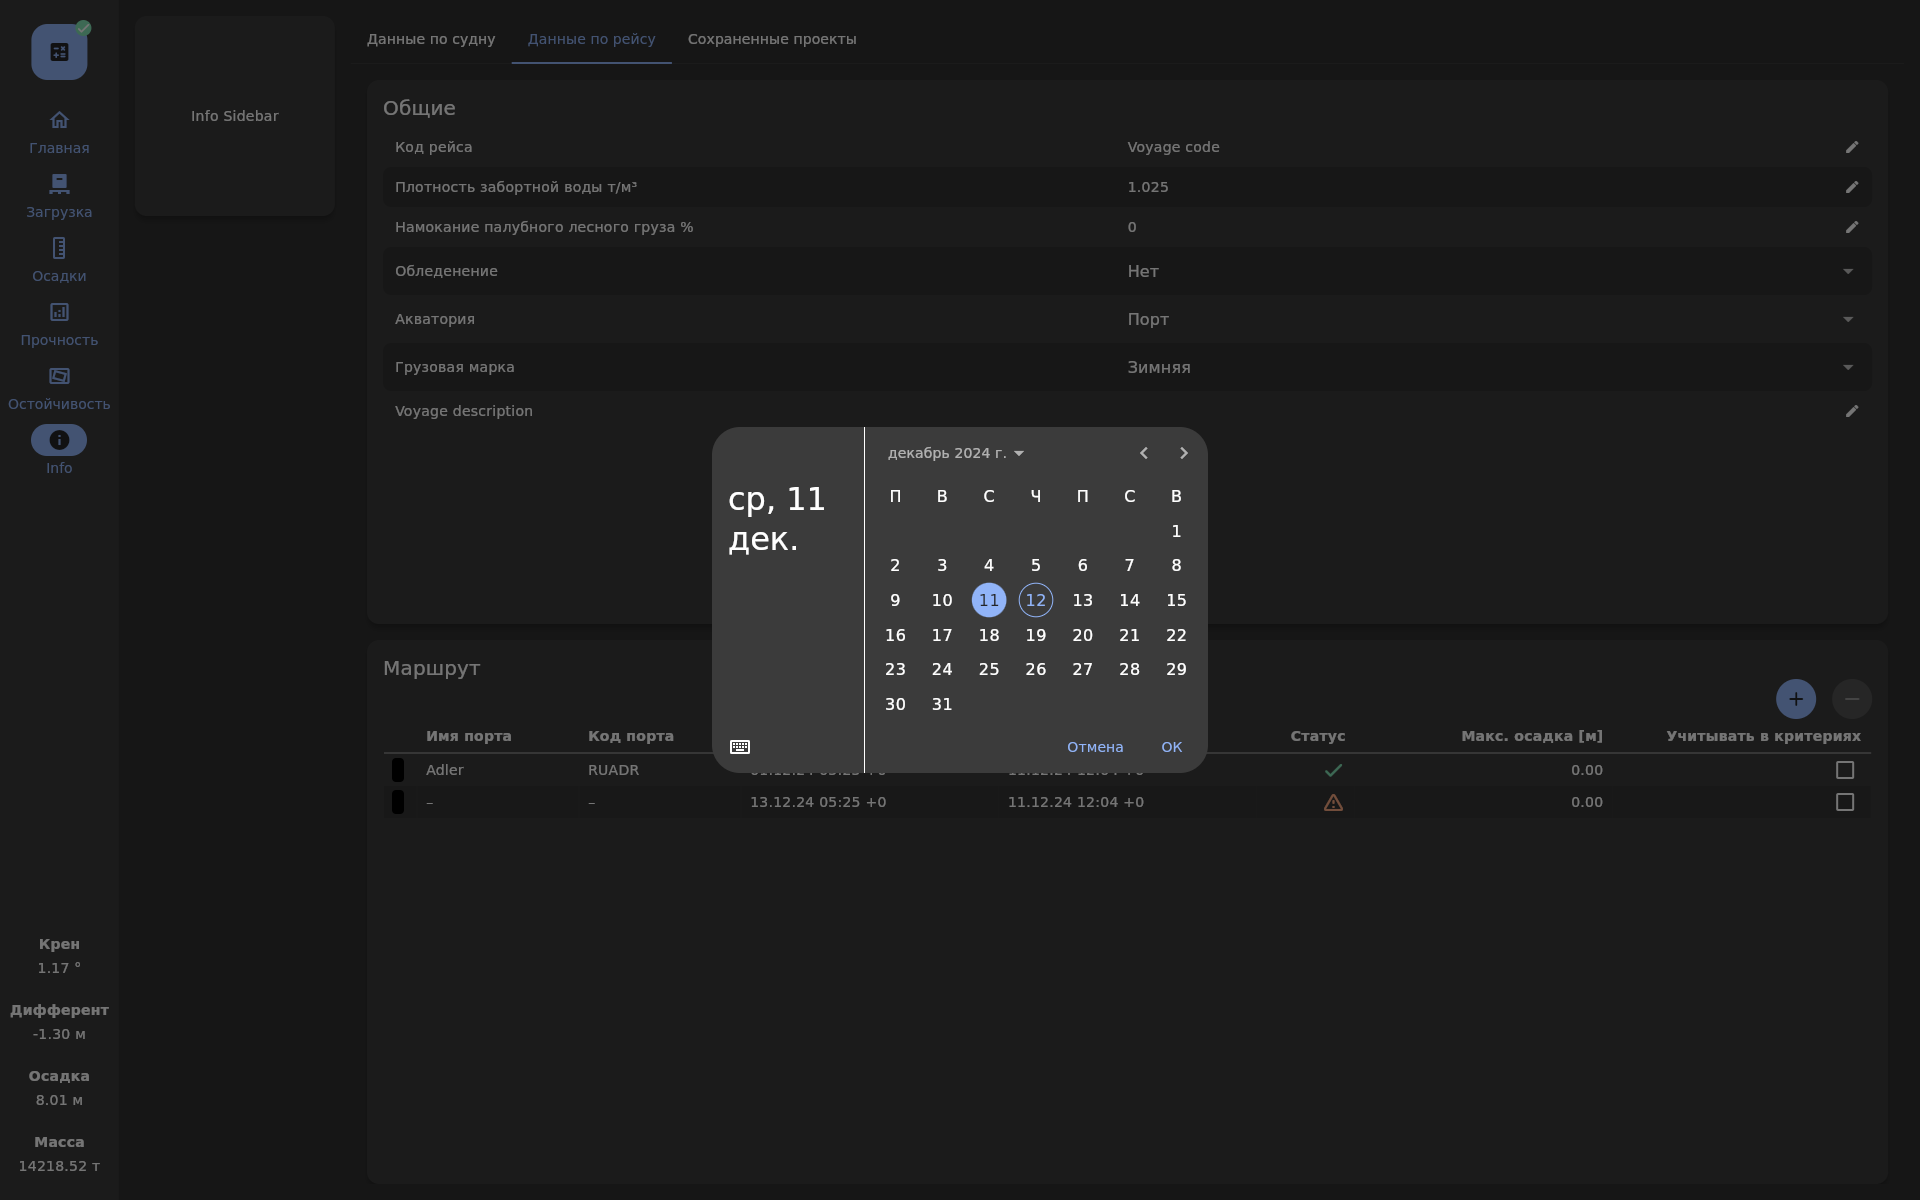 Главная
Загрузка
Осадки
Прочность
Остойчивость
Info
Крен
1.17 °
Дифферент
-1.30 м
Осадка
8.01 м
Масса
14218.52 т
Info Sidebar
Данные по судну
Данные по рейсу
Сохраненные проекты
Общие
Код рейса Voyage code
Плотность забортной воды т/м³ 1.025
Намокание палубного лесного груза % 0
Обледенение Нет
Акватория Порт
Грузовая марка Зимняя
Voyage description
ср, 11
дек.
декабрь 2024 г.
П В С Ч П С В
1
2 3 4 5 6 7 8
9 10 11 12 13 14 15
16 17 18 19 20 21 22
23 24 25 26 27 28 29
30 31
Отмена ОК
Маршрут
Имя порта Код порта Статус Макс. осадка [м] Учитывать в критериях
Adler RUADR 0.00
– – 13.12.24 05:25 +0 11.12.24 12:04 +0 0.00